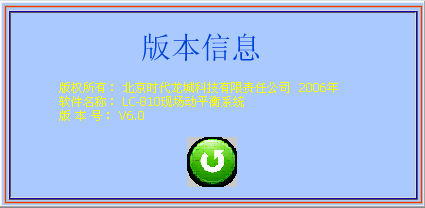 版本信息
版权所有： 北京时代龙城科技有限责任公司 2006年
软件名称： LC-810现场动平衡系统
版 本 号： V6.0